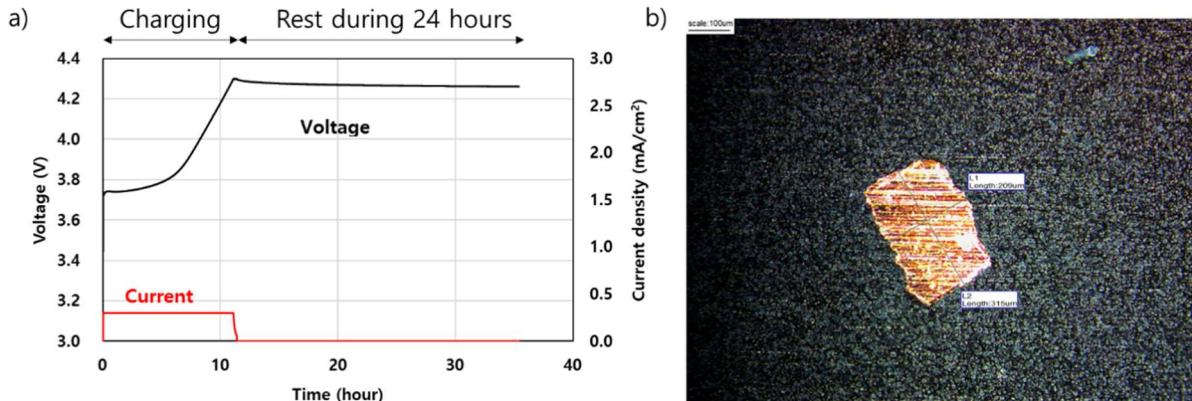 a)
Charging
Rest during 24 hours
4.4
4.2
4.0
3.8
3.6
3.4
3.2
3.0
Voltage (V)
Voltage
Current
3.0
2.5
2.0
1.5
1.0
0.5
0.0
Current density (mA/cm²)
0
10
20
30
40
Time (hour)
b)
scale:100um
L1
Length:209um
L2
Length:315um